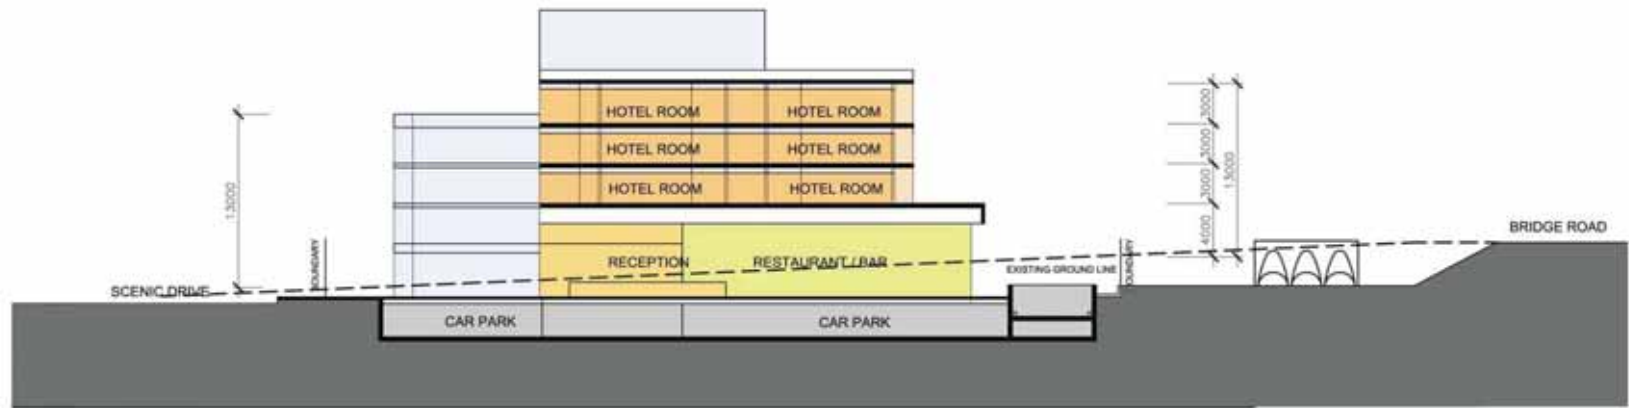 HOTEL ROOM HOTEL ROOM
3000
HOTEL ROOM HOTEL ROOM
3000
HOTEL ROOM HOTEL ROOM
3000
13000
13000
4000
BRIDGE ROAD
BOUNDARY
RECEPTION
RESTAURANT / BAR
EXISTING GROUND LINE
BOUNDARY
SCENIC DRIVE
CAR PARK
CAR PARK